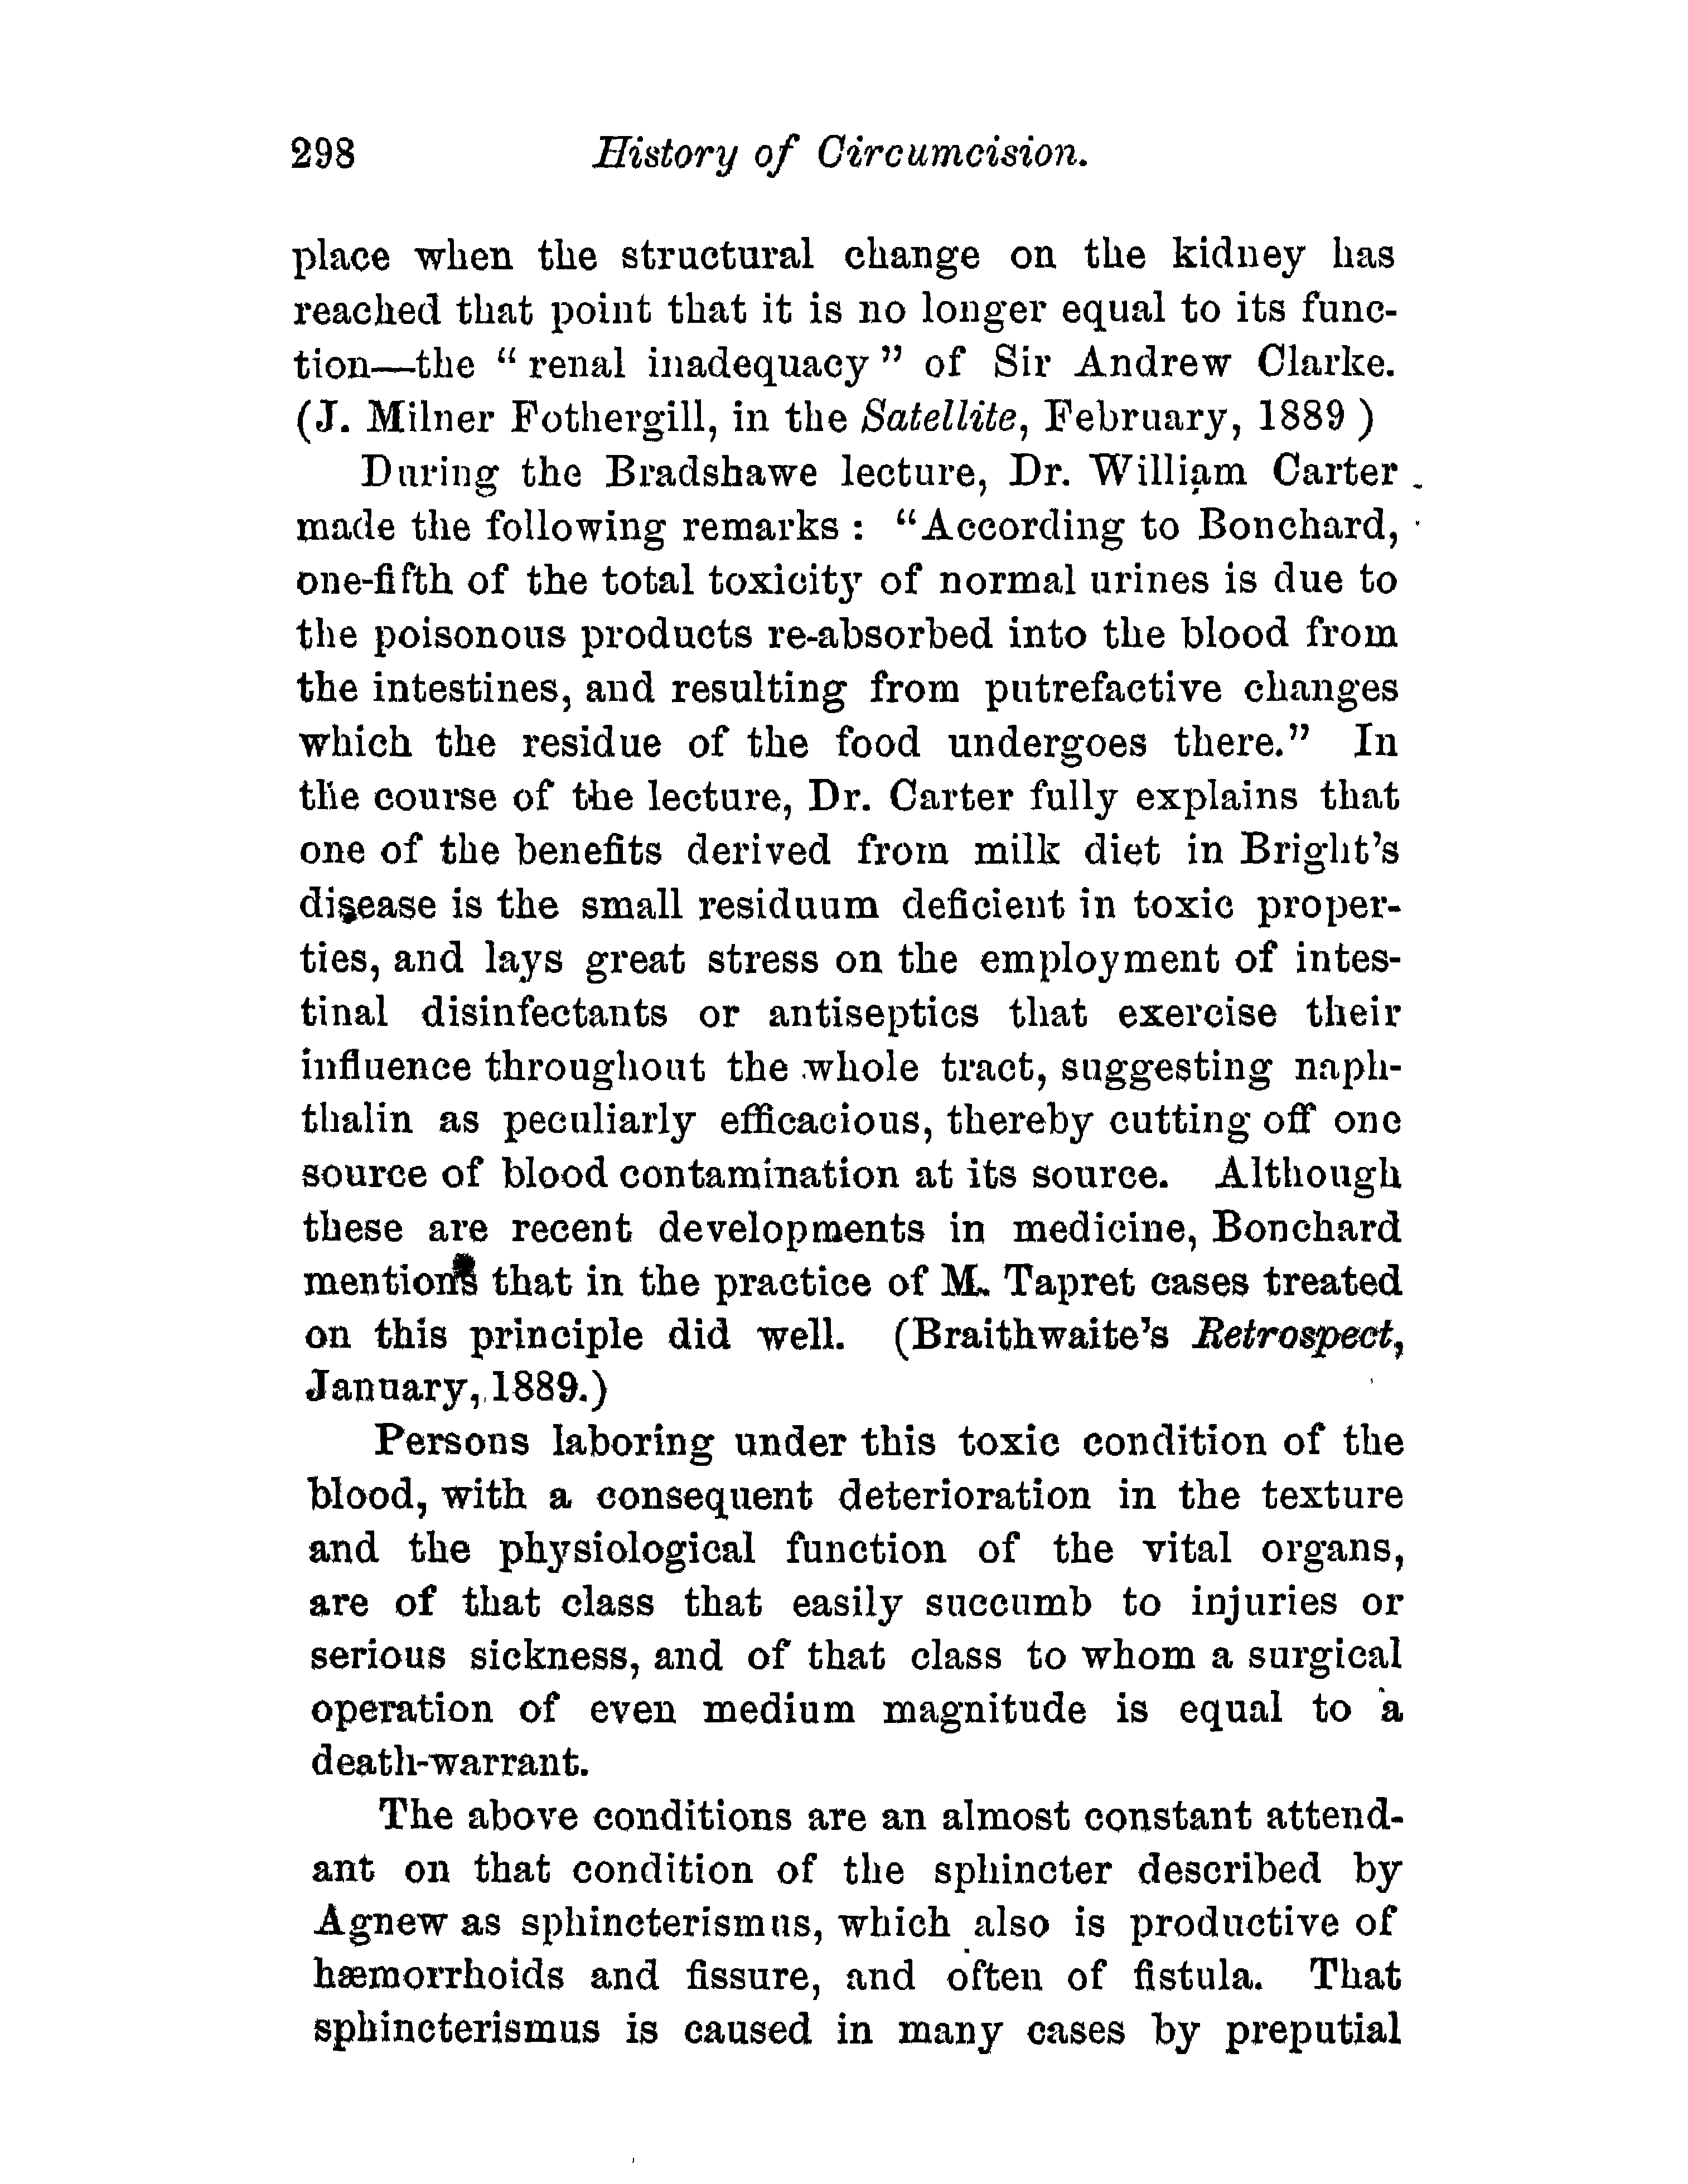 298 History of Circumcision.
place when the structural change on the kidney has
reached that point that it is no longer equal to its func-
tion—the “renal inadequacy” of Sir Andrew Clarke.
(J. Milner Fothergill, in the Satellite, February, 1889 )
During the Bradshawe lecture, Dr. William Carter
made the following remarks : “According to Bonchard,
one-fifth of the total toxicity of normal urines is due to
the poisonous products re-absorbed into the blood from
the intestines, and resulting from putrefactive changes
which the residue of the food undergoes there.” In
the course of the lecture, Dr. Carter fully explains that
one of the benefits derived from milk diet in Bright’s
disease is the small residuum deficient in toxic proper-
ties, and lays great stress on the employment of intes-
tinal disinfectants or antiseptics that exercise their
influence throughout the whole tract, suggesting naph-
thalin as peculiarly efficacious, thereby cutting off one
source of blood contamination at its source. Although
these are recent developments in medicine, Bonchard
mentions that in the practice of M. Tapret cases treated
on this principle did well. (Braithwaite’s Retrospect,
January, 1889.)
Persons laboring under this toxic condition of the
blood, with a consequent deterioration in the texture
and the physiological function of the vital organs,
are of that class that easily succumb to injuries or
serious sickness, and of that class to whom a surgical
operation of even medium magnitude is equal to a
death-warrant.
The above conditions are an almost constant attend-
ant on that condition of the sphincter described by
Agnew as sphincterismus, which also is productive of
hæmorrhoids and fissure, and often of fistula. That
sphincterismus is caused in many cases by preputial